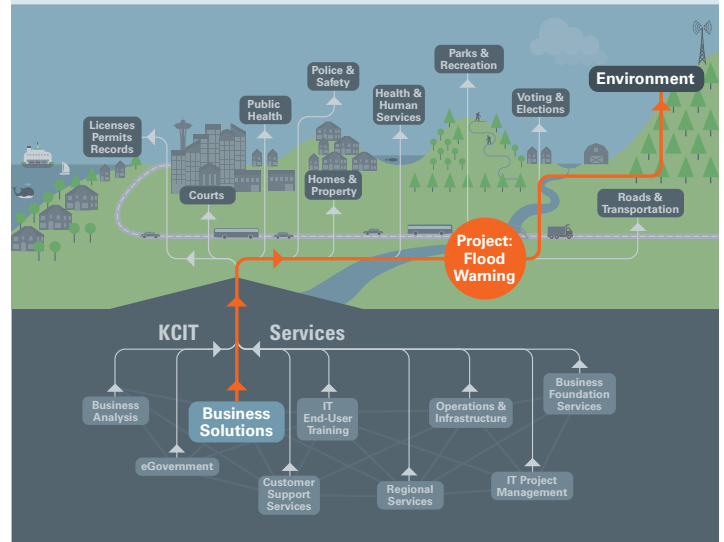 Parks &
Recreation
Police &
Safety
Environment
Public
Health
Health &
Human
Services
Voting &
Elections
Licenses
Permits
Records
Courts
Homes &
Property
Roads &
Transportation
Project:
Flood
Warning
KCIT Services
Business
Analysis
Business
Solutions
IT
End-User
Training
Operations &
Infrastructure
Business
Foundation
Services
eGovernment
Customer
Support
Services
Regional
Services
IT Project
Management